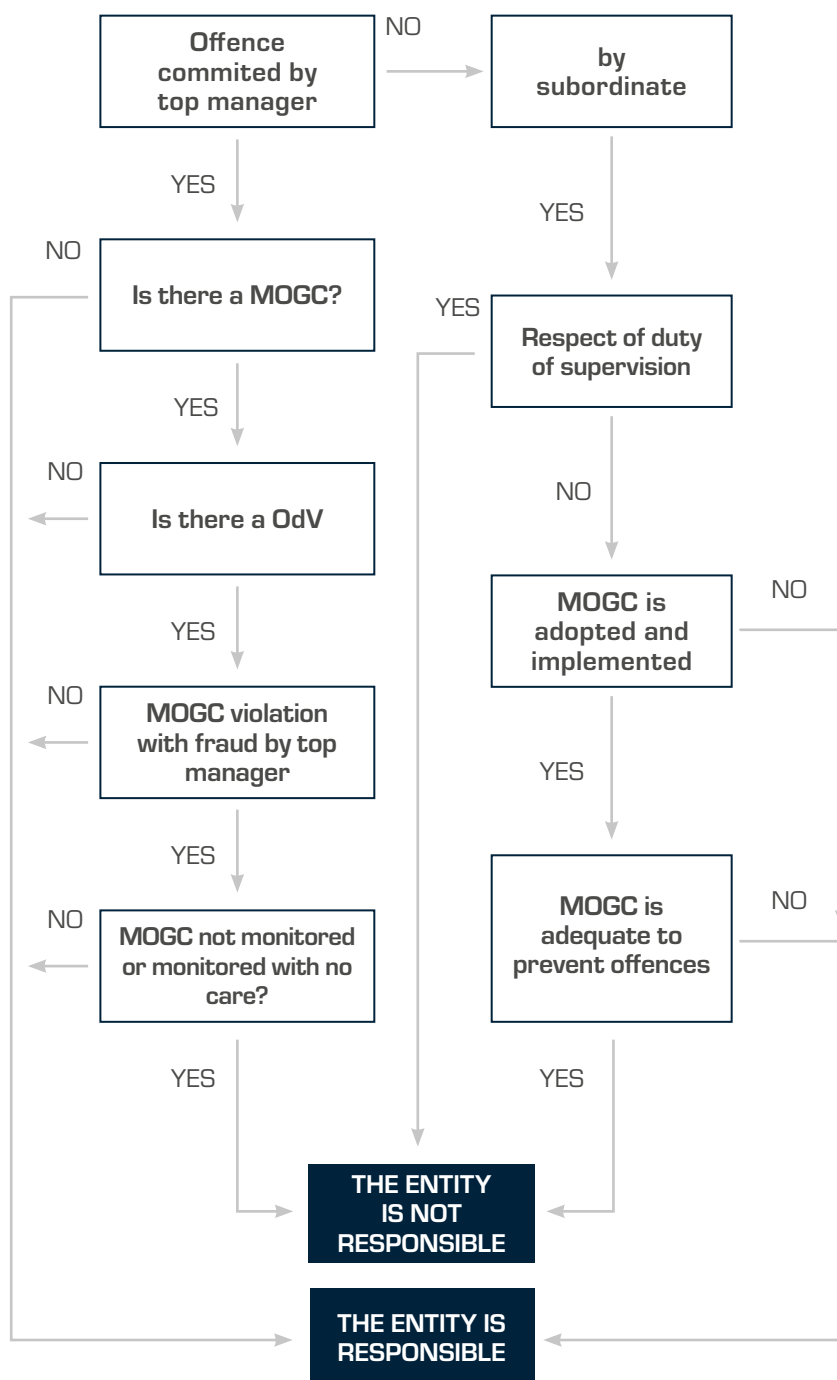 Offence
commited by
top manager
NO
by
subordinate
YES
YES
NO
Is there a MOGC?
YES
Respect of duty
of supervision
YES
NO
Is there a OdV
NO
MOGC is
adopted and
implemented
NO
YES
NO
MOGC violation
with fraud by top
manager
YES
YES
MOGC is
adequate to
prevent offences
NO
NO
MOGC not monitored
or monitored with no
care?
YES
YES
THE ENTITY
IS NOT
RESPONSIBLE
THE ENTITY IS
RESPONSIBLE